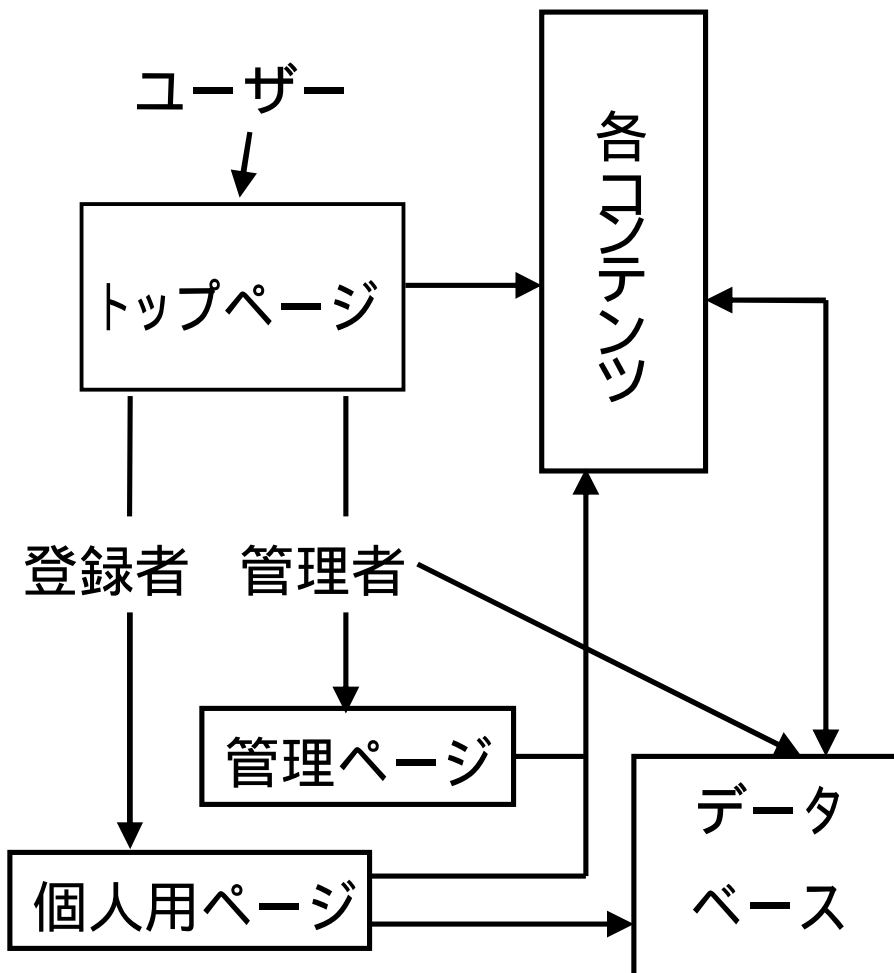 ユーザー
各コンテンツ
トップページ
登録者
管理者
管理ページ
データ
ベース
個人用ページ